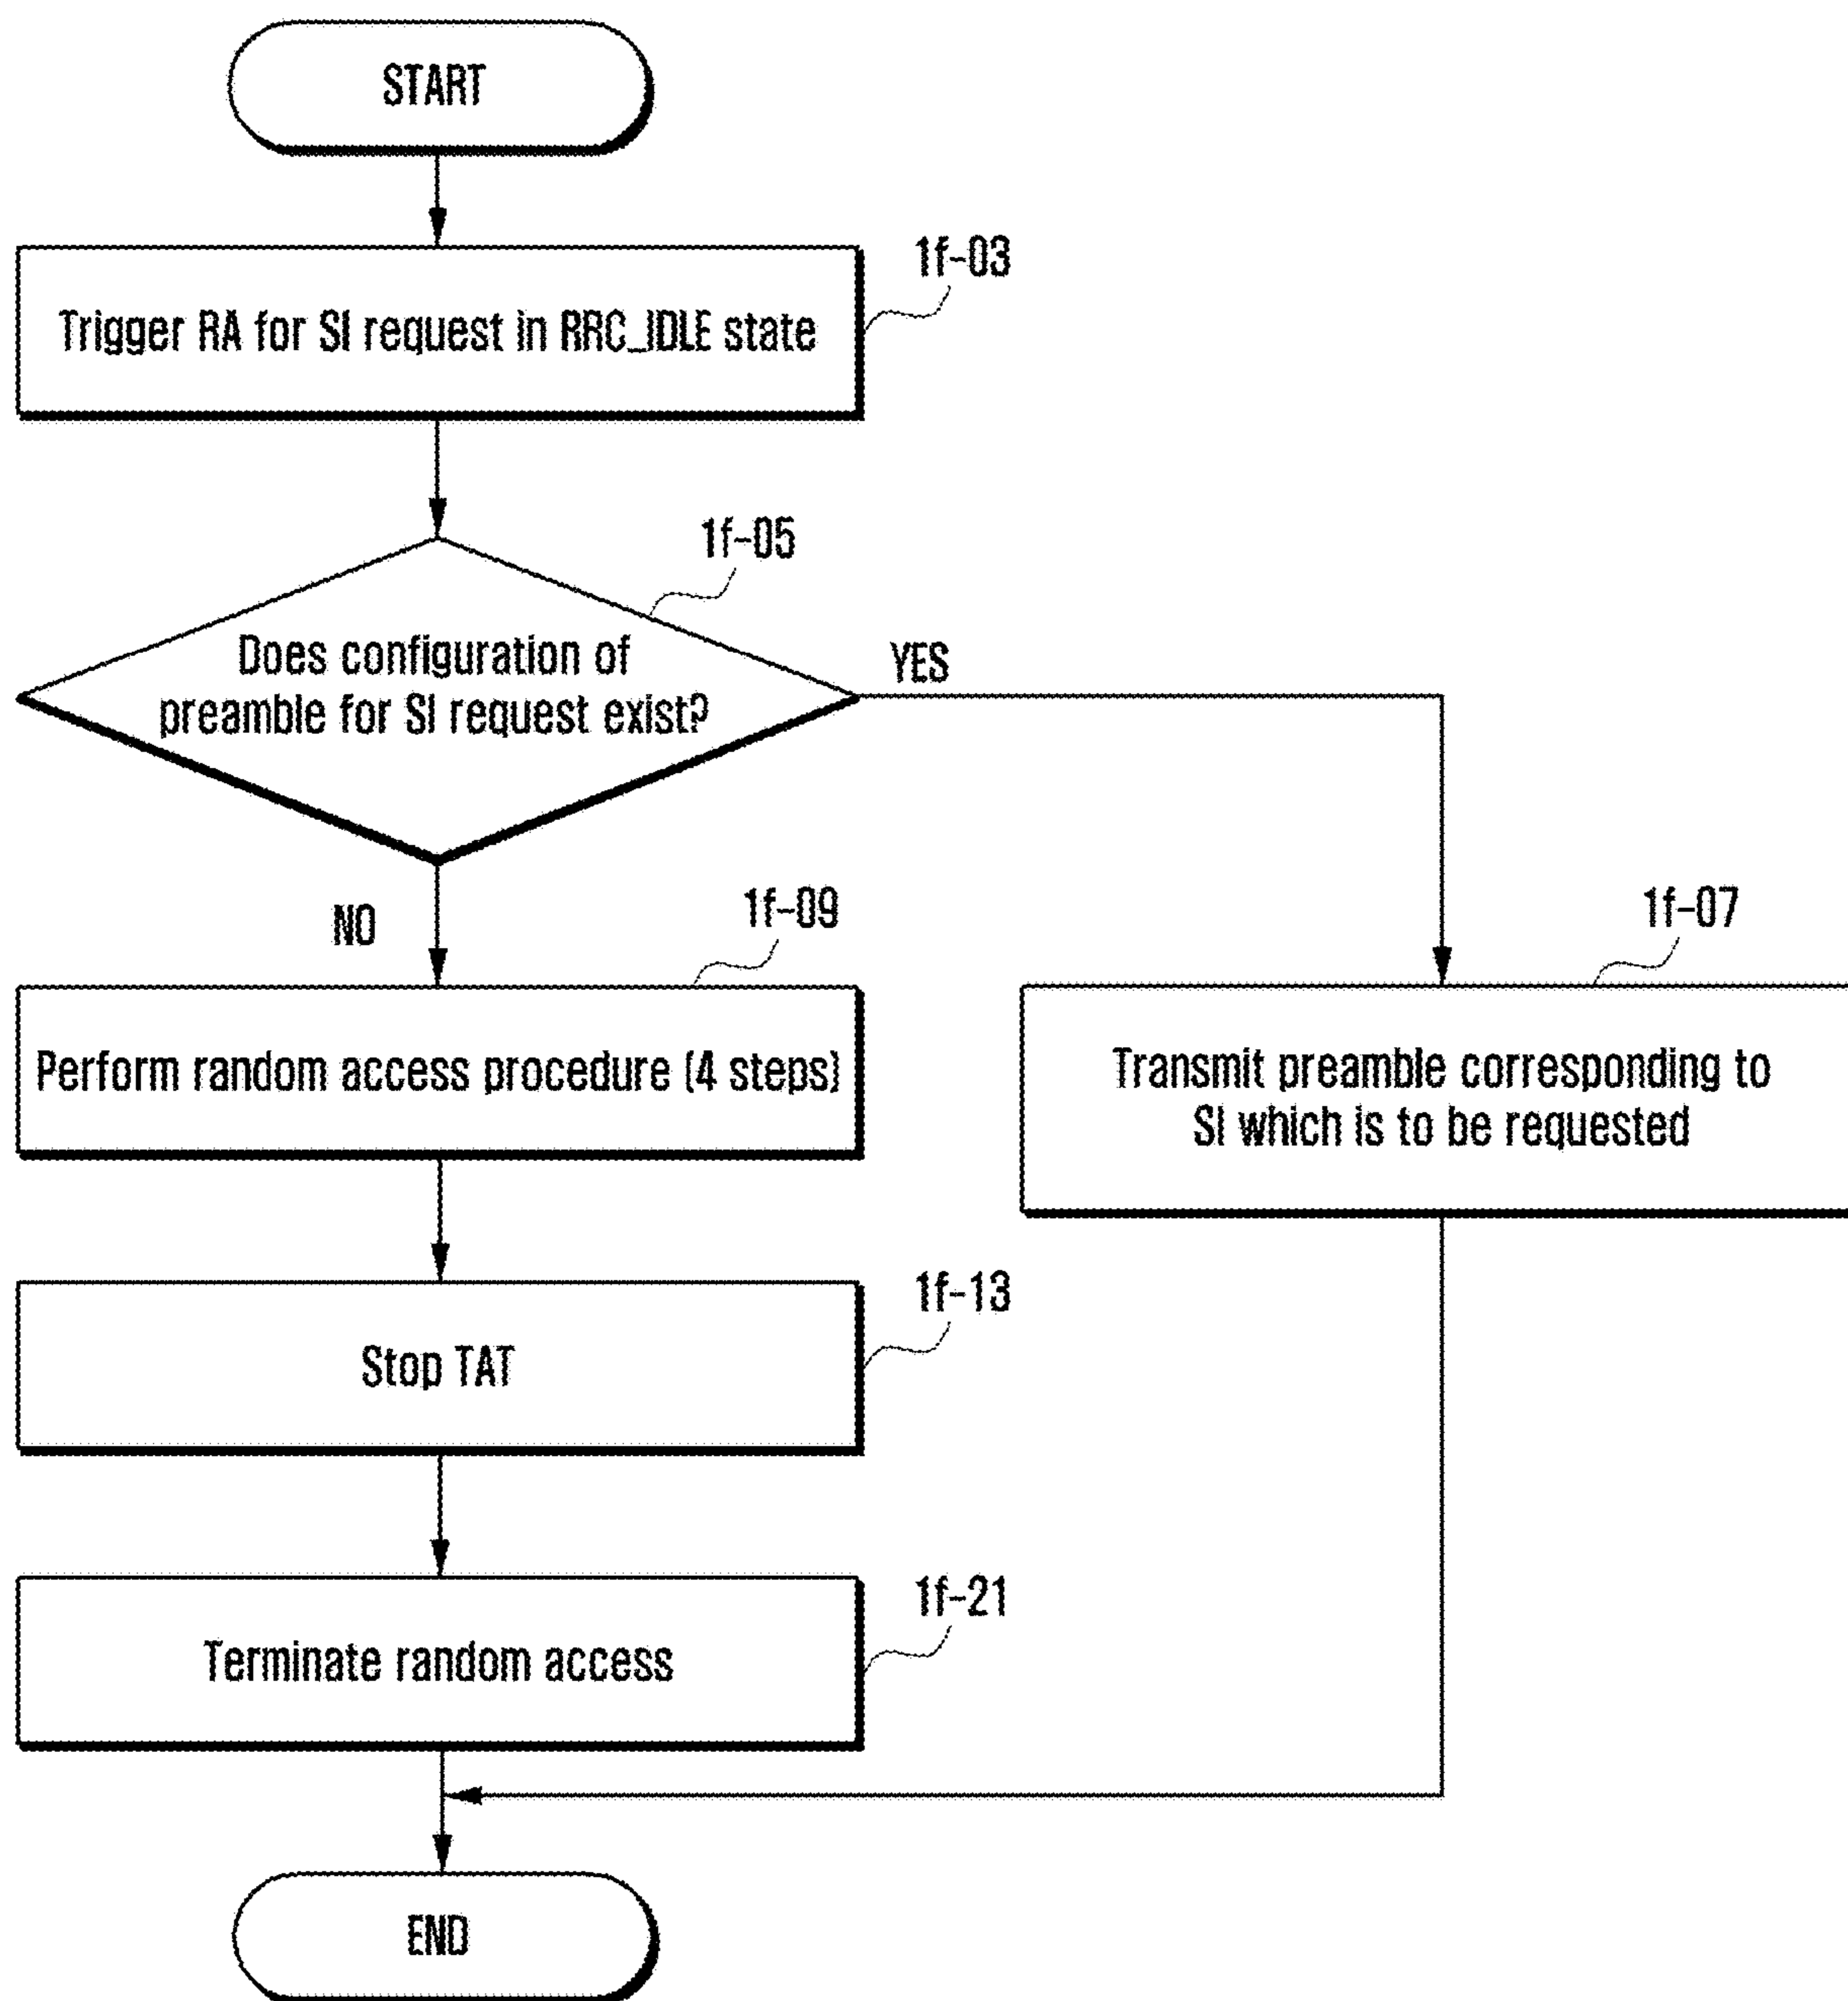 START
1f-03
Trigger RA for SI request in RRC_IDLE state
1f-05
Does configuration of
preamble for SI request exist?
YES
NO
1f-09
1f-07
Perform random access procedure (4 steps)
Transmit preamble corresponding to
SI which is to be requested
1f-13
Stop TAT
1f-21
Terminate random access
END